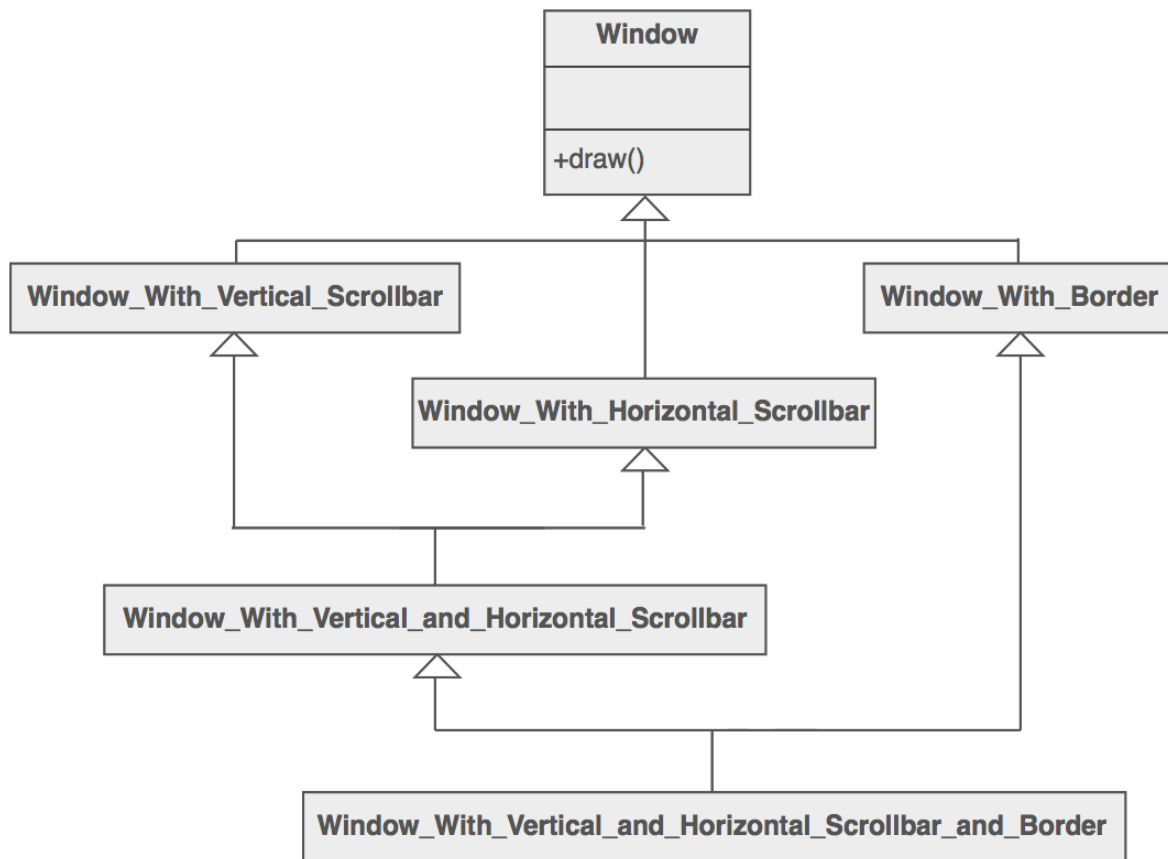 Window
+draw()
Window_With_Vertical_Scrollbar
Window_With_Border
Window_With_Horizontal_Scrollbar
Window_With_Vertical_and_Horizontal_Scrollbar
Window_With_Vertical_and_Horizontal_Scrollbar_and_Border